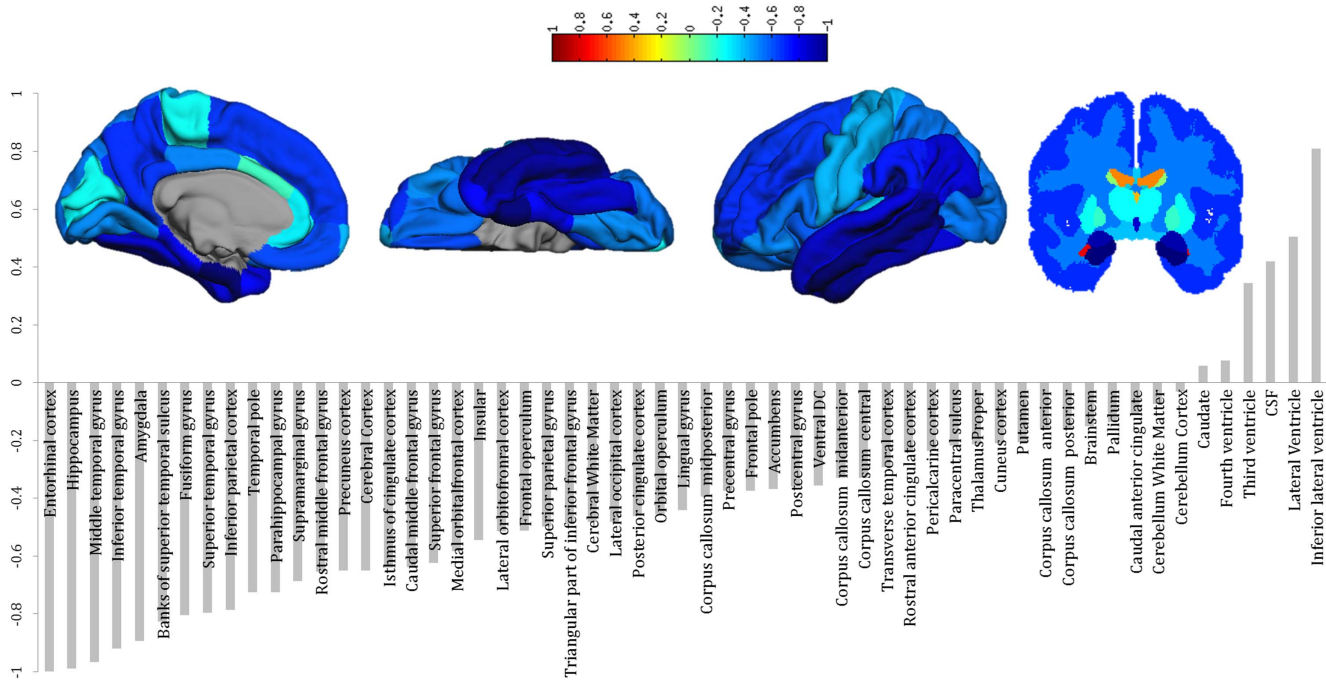 1
0.8
0.6
0.4
0.2
0
−0.2
−0.4
−0.6
−0.8
−1
1
0.8
0.6
0.4
0.2
0
-0.2
-0.4
-0.6
-0.8
-1
Entorhinal cortex
Hippocampus
Middle temporal gyrus
Inferior temporal gyrus
Amygdala
Banks of superior temporal sulcus
Fusiform gyrus
Superior temporal gyrus
Inferior parietal cortex
Temporal pole
Parahippocampal gyrus
Supramarginal gyrus
Rostral middle frontal gyrus
Precuneus cortex
Cerebral Cortex
Isthmus of cingulate cortex
Caudal middle frontal gyrus
Superior frontal gyrus
Medial orbitalfrontal cortex
Insular
Lateral orbitofronral cortex
Frontal operculum
Superior parietal gyrus
Triangular part of inferior frontal gyrus
Cerebral White Matter
Lateral occipital cortex
Posterior cingulate cortex
Orbital operculum
Lingual gyrus
Corpus callosum midposterior
Precentral gyrus
Frontal pole
Accumbens
Postcentral gyrus
Ventral DC
Corpus callosum midanterior
Corpus callosum central
Transverse temporal cortex
Rostral anterior cingulate cortex
Pericalcarine cortex
Paracentral sulcus
ThalamusProper
Cuneus cortex
Putamen
Corpus callosum anterior
Corpus callosum posterior
Brainstem
Pallidum
Caudal anterior cingulate
Cerebellum White Matter
Cerebellum Cortex
Caudate
Fourth ventricle
Third ventricle
CSF
Lateral Ventricle
Inferior lateral ventricle